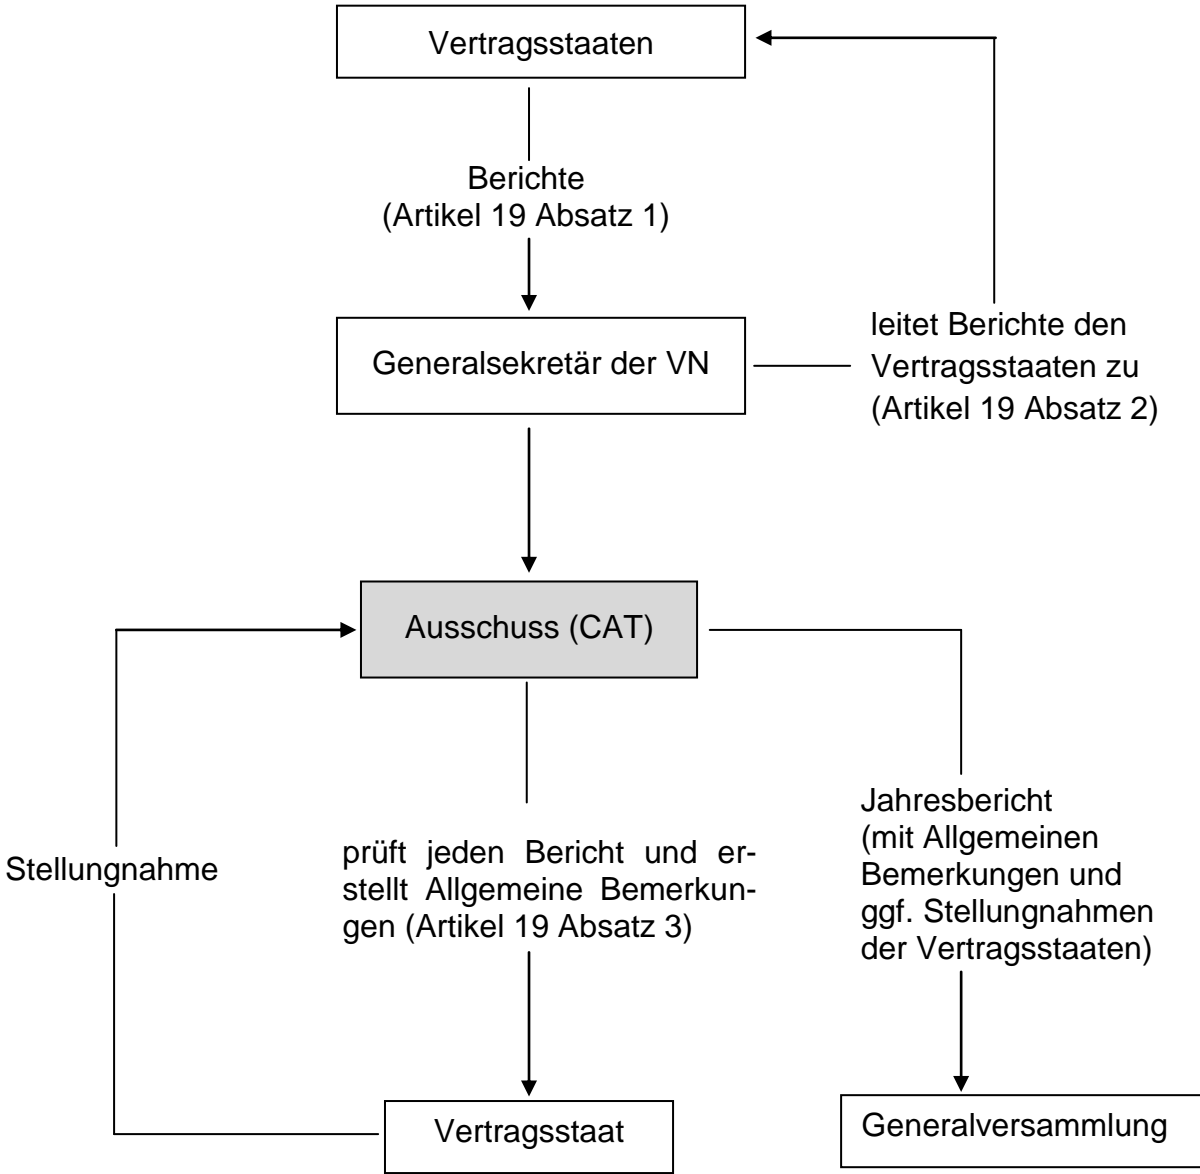 Vertragsstaaten
Berichte
(Artikel 19 Absatz 1)
Generalsekretär der VN
leitet Berichte den
Vertragsstaaten zu
(Artikel 19 Absatz 2)
Ausschuss (CAT)
Stellungnahme
prüft jeden Bericht und er-
stellt Allgemeine Bemerkun-
gen (Artikel 19 Absatz 3)
Jahresbericht
(mit Allgemeinen
Bemerkungen und
ggf. Stellungnahmen
der Vertragsstaaten)
Vertragsstaat
Generalversammlung